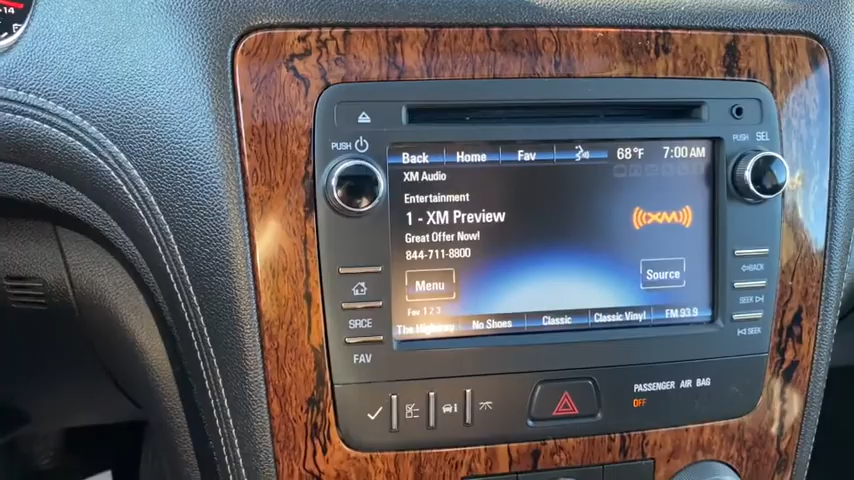 14
PUSH
PUSH SEL
Back Home Fav 68°F 7:00 AM
XM Audio
Entertainment
1 - XM Preview
Great Offer Now!
844-711-8800
((XM))
Menu
Source
Fav 1 2 3
The Highway No Shoes Classic Classic Vinyl FM 93.9
SRCE
FAV
BACK
SEEK
SEEK
PASSENGER AIR BAG
OFF